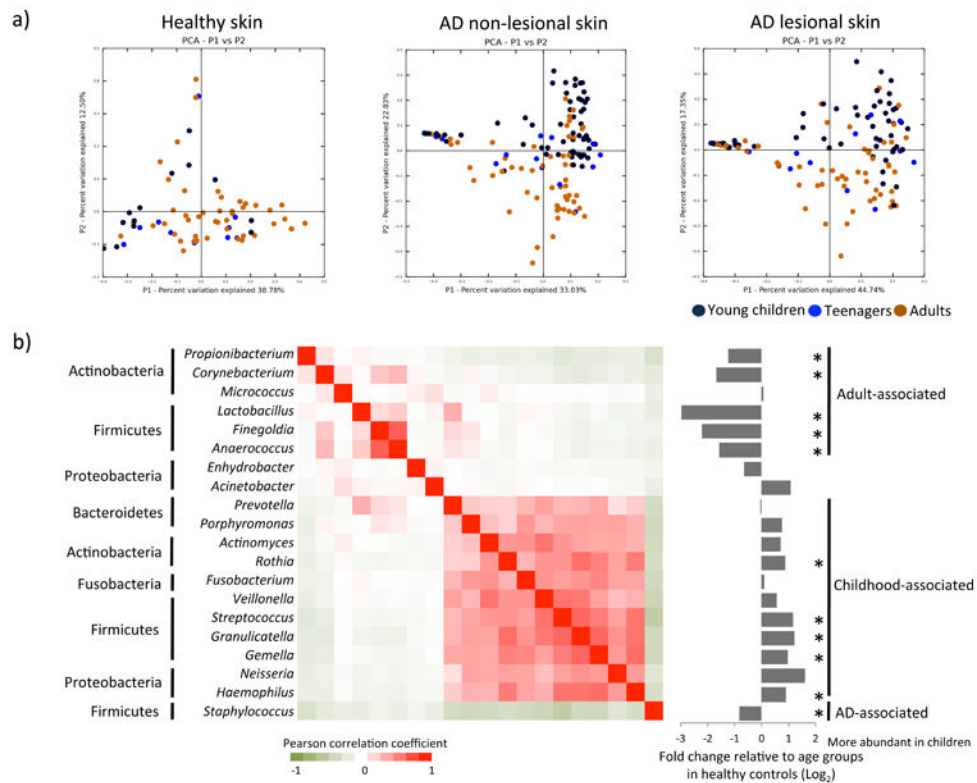 a)
Healthy skin
AD non-lesional skin
AD lesional skin
PCA - P1 vs P2
PCA - P1 vs P2
PCA - P1 vs P2
P2 - Percent variation explained 12.50%
P2 - Percent variation explained 22.83%
P2 - Percent variation explained 17.35%
P1 - Percent variation explained 38.78%
P1 - Percent variation explained 33.03%
P1 - Percent variation explained 44.74%
Young children Teenagers Adults
b)
Actinobacteria
Firmicutes
Proteobacteria
Bacteroidetes
Actinobacteria
Fusobacteria
Firmicutes
Proteobacteria
Firmicutes
Propionibacterium
Corynebacterium
Micrococcus
Lactobacillus
Finegoldia
Anaerococcus
Enhydrobacter
Acinetobacter
Prevotella
Porphyromonas
Actinomyces
Rothia
Fusobacterium
Veillonella
Streptococcus
Granulicatella
Gemella
Neisseria
Haemophilus
Staphylococcus
*
*
*
*
*
*
*
*
*
*
*
Adult-associated
Childhood-associated
AD-associated
Pearson correlation coefficient
-1 0 1
-3 -2 -1 0 1 2
More abundant in children
Fold change relative to age groups
in healthy controls (Log2)